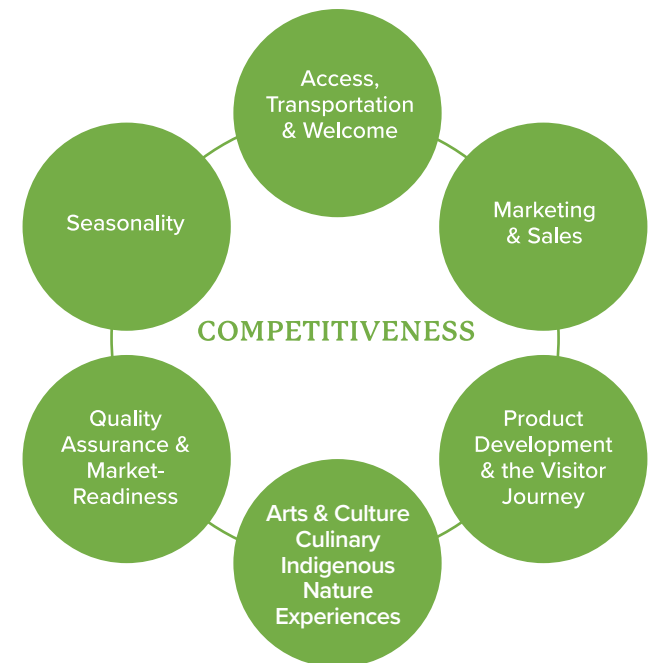 Access,
Transportation
& Welcome
Marketing
& Sales
Product
Development
& the Visitor
Journey
Arts & Culture
Culinary
Indigenous
Nature
Experiences
Quality
Assurance &
Market-
Readiness
Seasonality
COMPETITIVENESS